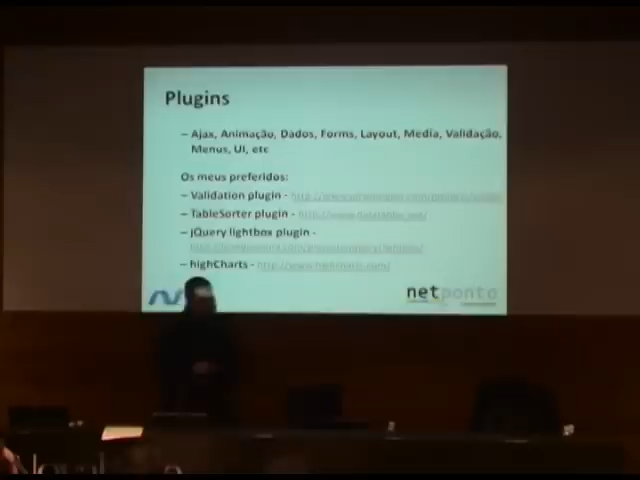 Plugins
– Ajax, Animação, Dados, Forms, Layout, Media, Validação,
Menus, UI, etc
Os meus preferidos:
– Validation plugin -
– TableSorter plugin -
– jQuery lightbox plugin -
– highCharts -
netponto